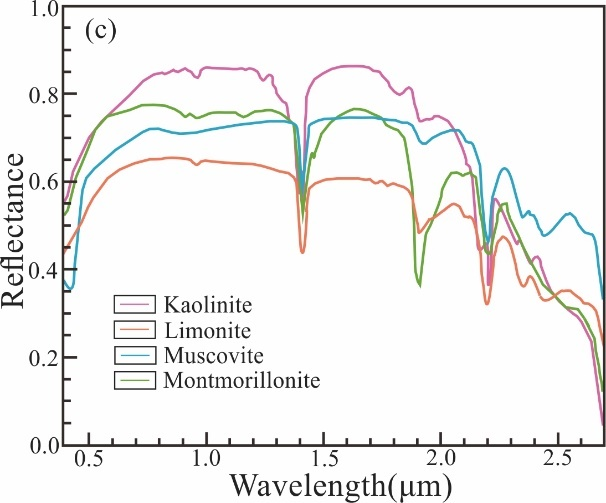 (c)
1.0
0.8
0.6
0.4
0.2
0.0
Reflectance
Kaolinite
Limonite
Muscovite
Montmorillonite
0.5 1.0 1.5 2.0 2.5
Wavelength(μm)